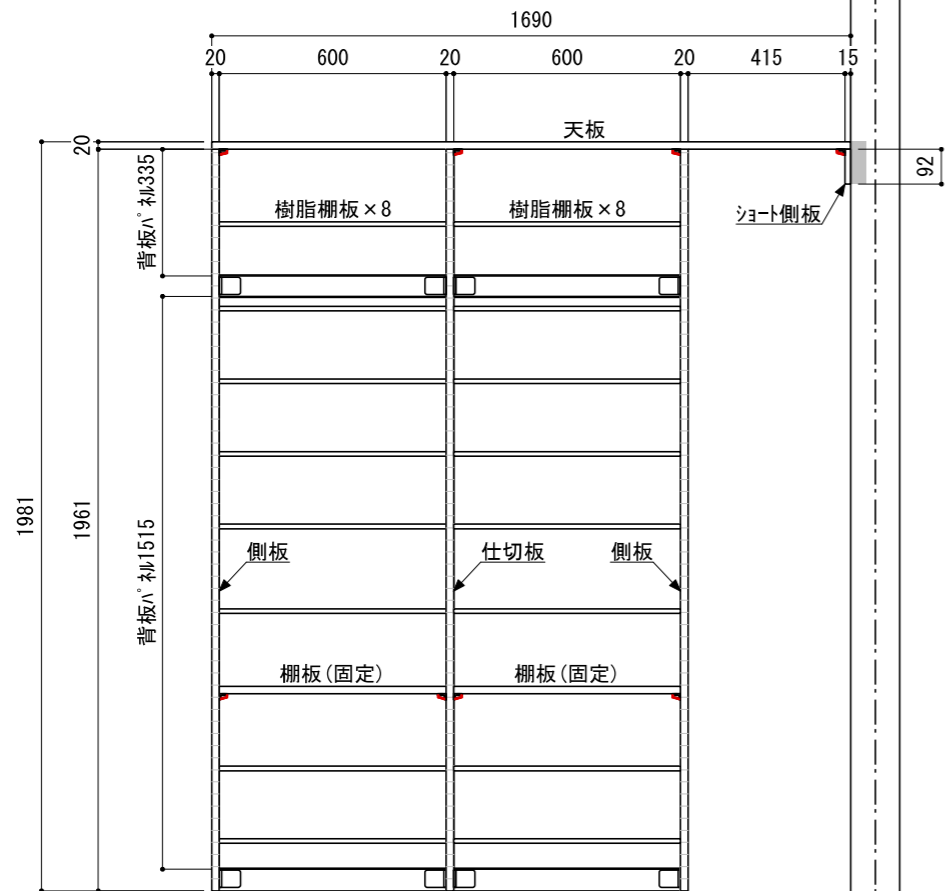 1690
20 600 20 600 20 415 15
天板
20
92
背板ﾊﾟﾈﾙ335
樹脂棚板×8 樹脂棚板×8
ｼｮｰﾄ側板
1981
1961
背板ﾊﾟﾈﾙ1515
側板 仕切板 側板
棚板(固定) 棚板(固定)